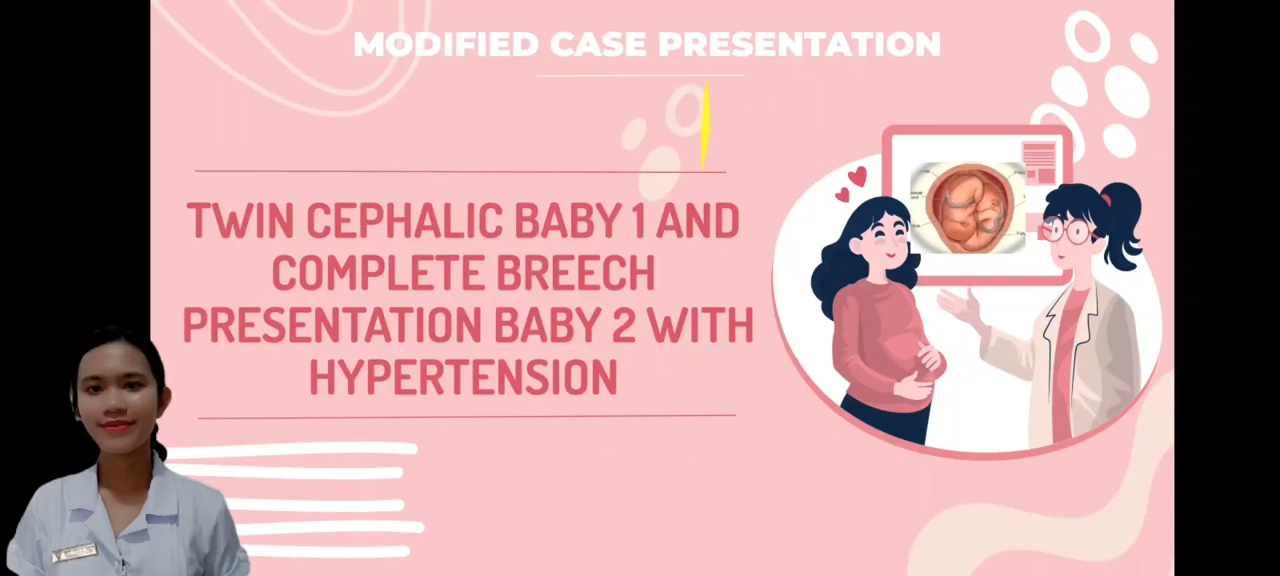 MODIFIED CASE PRESENTATION
TWIN CEPHALIC BABY 1 AND
COMPLETE BREECH
PRESENTATION BABY 2 WITH
HYPERTENSION